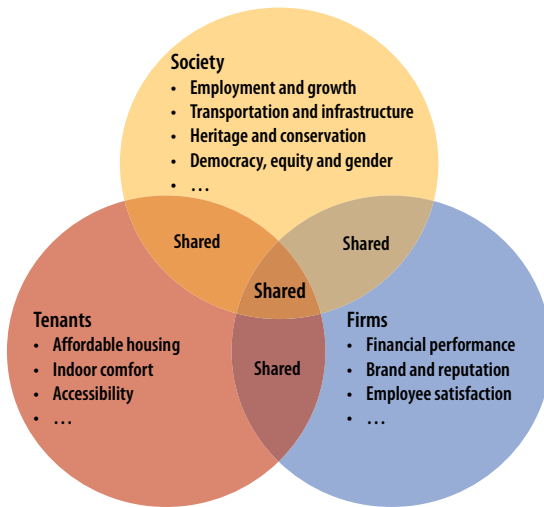 Society
• Employment and growth
• Transportation and infrastructure
• Heritage and conservation
• Democracy, equity and gender
• …
Shared
Shared
Shared
Tenants
• Affordable housing
• Indoor comfort
• Accessibility
• …
Shared
Firms
• Financial performance
• Brand and reputation
• Employee satisfaction
• …